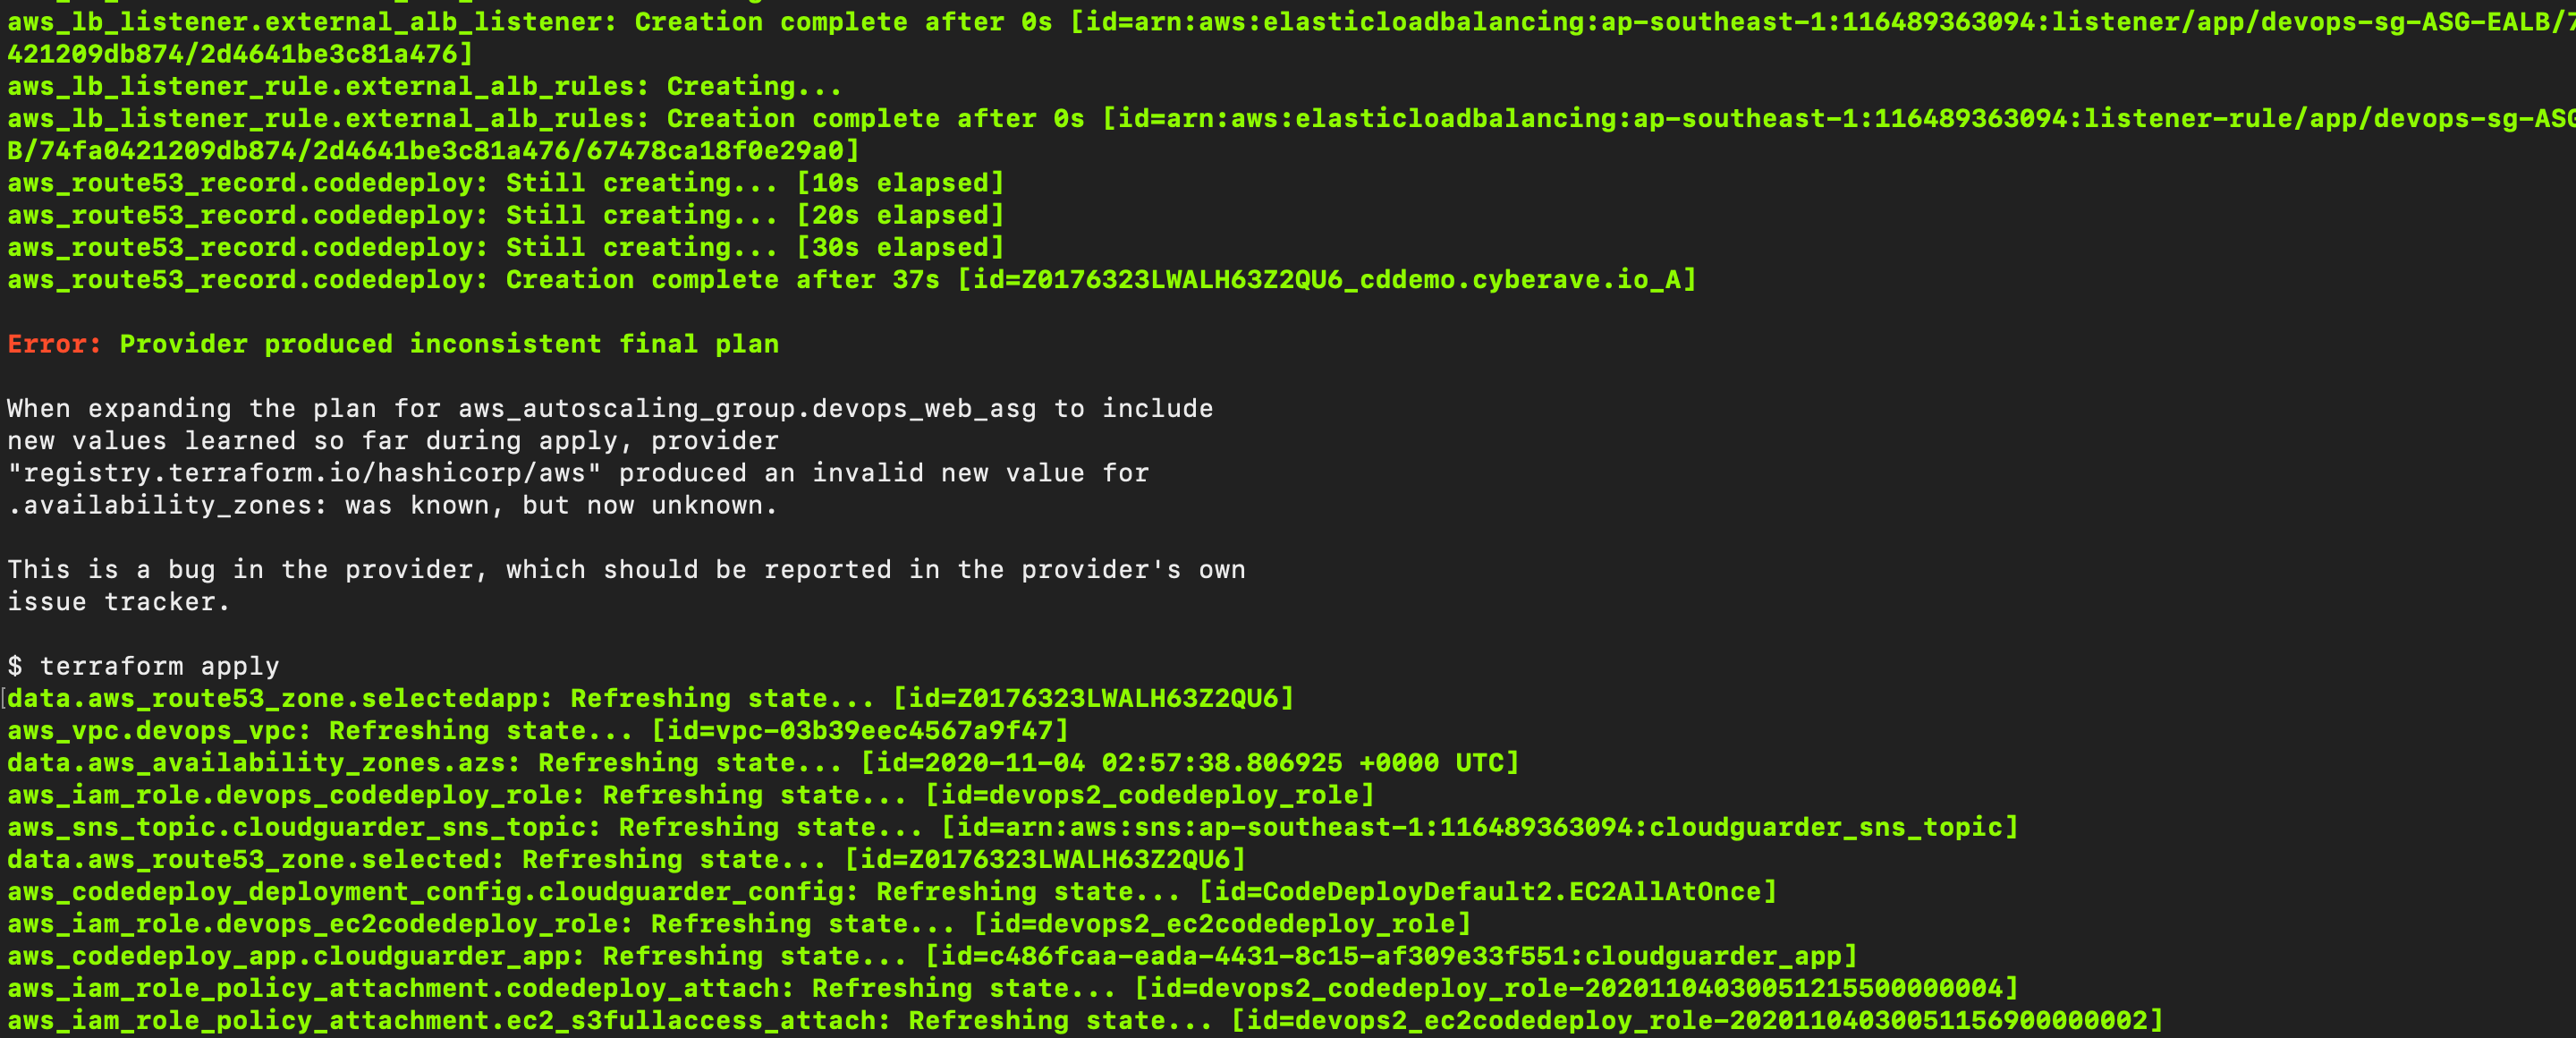 aws_lb_listener.external_alb_listener: Creation complete after 0s [id=arn:aws:elasticloadbalancing:ap-southeast-1:116489363094:listener/app/devops-sg-ASG-EALB/7
421209db874/2d4641be3c81a476]
aws_lb_listener_rule.external_alb_rules: Creating...
aws_lb_listener_rule.external_alb_rules: Creation complete after 0s [id=arn:aws:elasticloadbalancing:ap-southeast-1:116489363094:listener-rule/app/devops-sg-ASG
B/74fa0421209db874/2d4641be3c81a476/67478ca18f0e29a0]
aws_route53_record.codedeploy: Still creating... [10s elapsed]
aws_route53_record.codedeploy: Still creating... [20s elapsed]
aws_route53_record.codedeploy: Still creating... [30s elapsed]
aws_route53_record.codedeploy: Creation complete after 37s [id=Z0176323LWALH63Z2QU6_cddemo.cyberave.io_A]
Error: Provider produced inconsistent final plan
When expanding the plan for aws_autoscaling_group.devops_web_asg to include
new values learned so far during apply, provider
"registry.terraform.io/hashicorp/aws" produced an invalid new value for
.availability_zones: was known, but now unknown.
This is a bug in the provider, which should be reported in the provider's own
issue tracker.
$ terraform apply
data.aws_route53_zone.selectedapp: Refreshing state... [id=Z0176323LWALH63Z2QU6]
aws_vpc.devops_vpc: Refreshing state... [id=vpc-03b39eec4567a9f47]
data.aws_availability_zones.azs: Refreshing state... [id=2020-11-04 02:57:38.806925 +0000 UTC]
aws_iam_role.devops_codedeploy_role: Refreshing state... [id=devops2_codedeploy_role]
aws_sns_topic.cloudguarder_sns_topic: Refreshing state... [id=arn:aws:sns:ap-southeast-1:116489363094:cloudguarder_sns_topic]
data.aws_route53_zone.selected: Refreshing state... [id=Z0176323LWALH63Z2QU6]
aws_codedeploy_deployment_config.cloudguarder_config: Refreshing state... [id=CodeDeployDefault2.EC2AllAtOnce]
aws_iam_role.devops_ec2codedeploy_role: Refreshing state... [id=devops2_ec2codedeploy_role]
aws_codedeploy_app.cloudguarder_app: Refreshing state... [id=c486fcaa-eada-4431-8c15-af309e33f551:cloudguarder_app]
aws_iam_role_policy_attachment.codedeploy_attach: Refreshing state... [id=devops2_codedeploy_role-20201104030051215500000004]
aws_iam_role_policy_attachment.ec2_s3fullaccess_attach: Refreshing state... [id=devops2_ec2codedeploy_role-20201104030051156900000002]